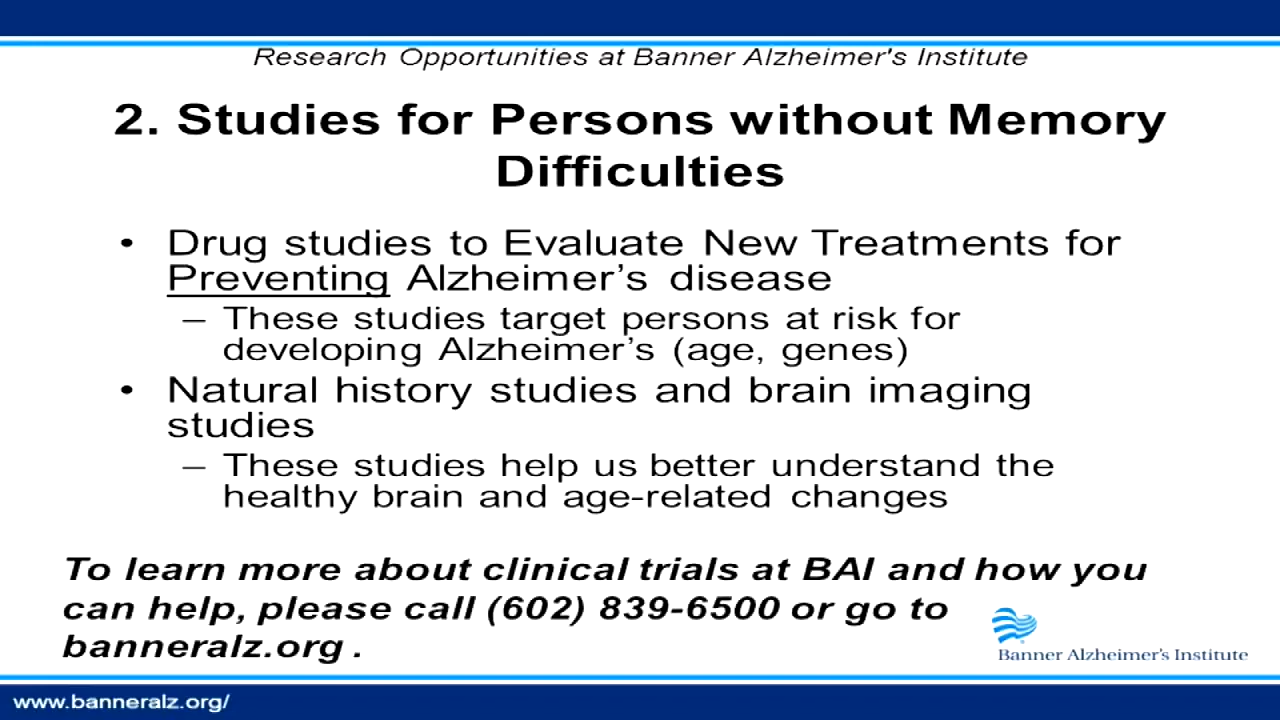 Research Opportunities at Banner Alzheimer's Institute
2. Studies for Persons without Memory
Difficulties
• Drug studies to Evaluate New Treatments for
Preventing Alzheimer’s disease
– These studies target persons at risk for
developing Alzheimer’s (age, genes)
• Natural history studies and brain imaging
studies
– These studies help us better understand the
healthy brain and age-related changes
To learn more about clinical trials at BAI and how you
can help, please call (602) 839-6500 or go to
banneralz.org .
Banner Alzheimer’s Institute
www.banneralz.org/